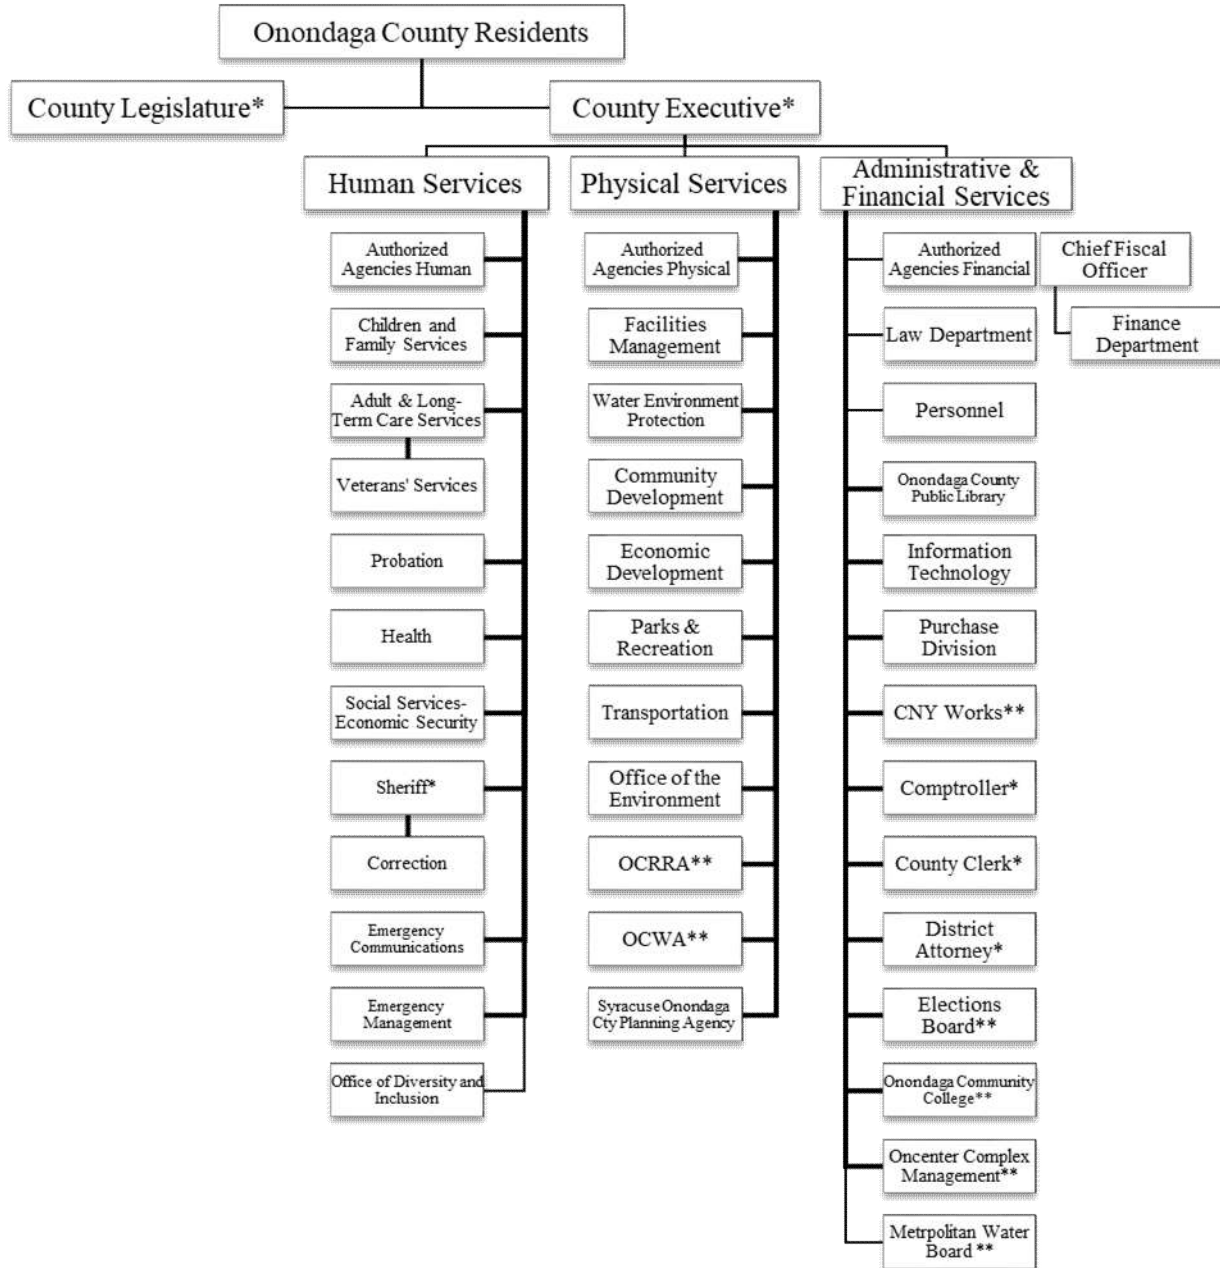 Onondaga County Residents
County Legislature*
County Executive*
Human Services
Physical Services
Administrative &
Financial Services
Authorized
Agencies Human
Children and
Family Services
Adult & Long-
Term Care Services
Veterans' Services
Probation
Health
Social Services-
Economic Security
Sheriff*
Correction
Emergency
Communications
Emergency
Management
Office of Diversity and
Inclusion
Authorized
Agencies Physical
Facilities
Management
Water Environment
Protection
Community
Development
Economic
Development
Parks &
Recreation
Transportation
Office of the
Environment
OCRRA**
OCWA**
Syracuse Onondaga
Cty Planning Agency
Authorized
Agencies Financial
Law Department
Personnel
Onondaga County
Public Library
Information
Technology
Purchase
Division
CNY Works**
Comptroller*
County Clerk*
District
Attorney*
Elections
Board**
Onondaga Community
College**
Oncenter Complex
Management**
Metrpolitan Water
Board **
Chief Fiscal
Officer
Finance
Department